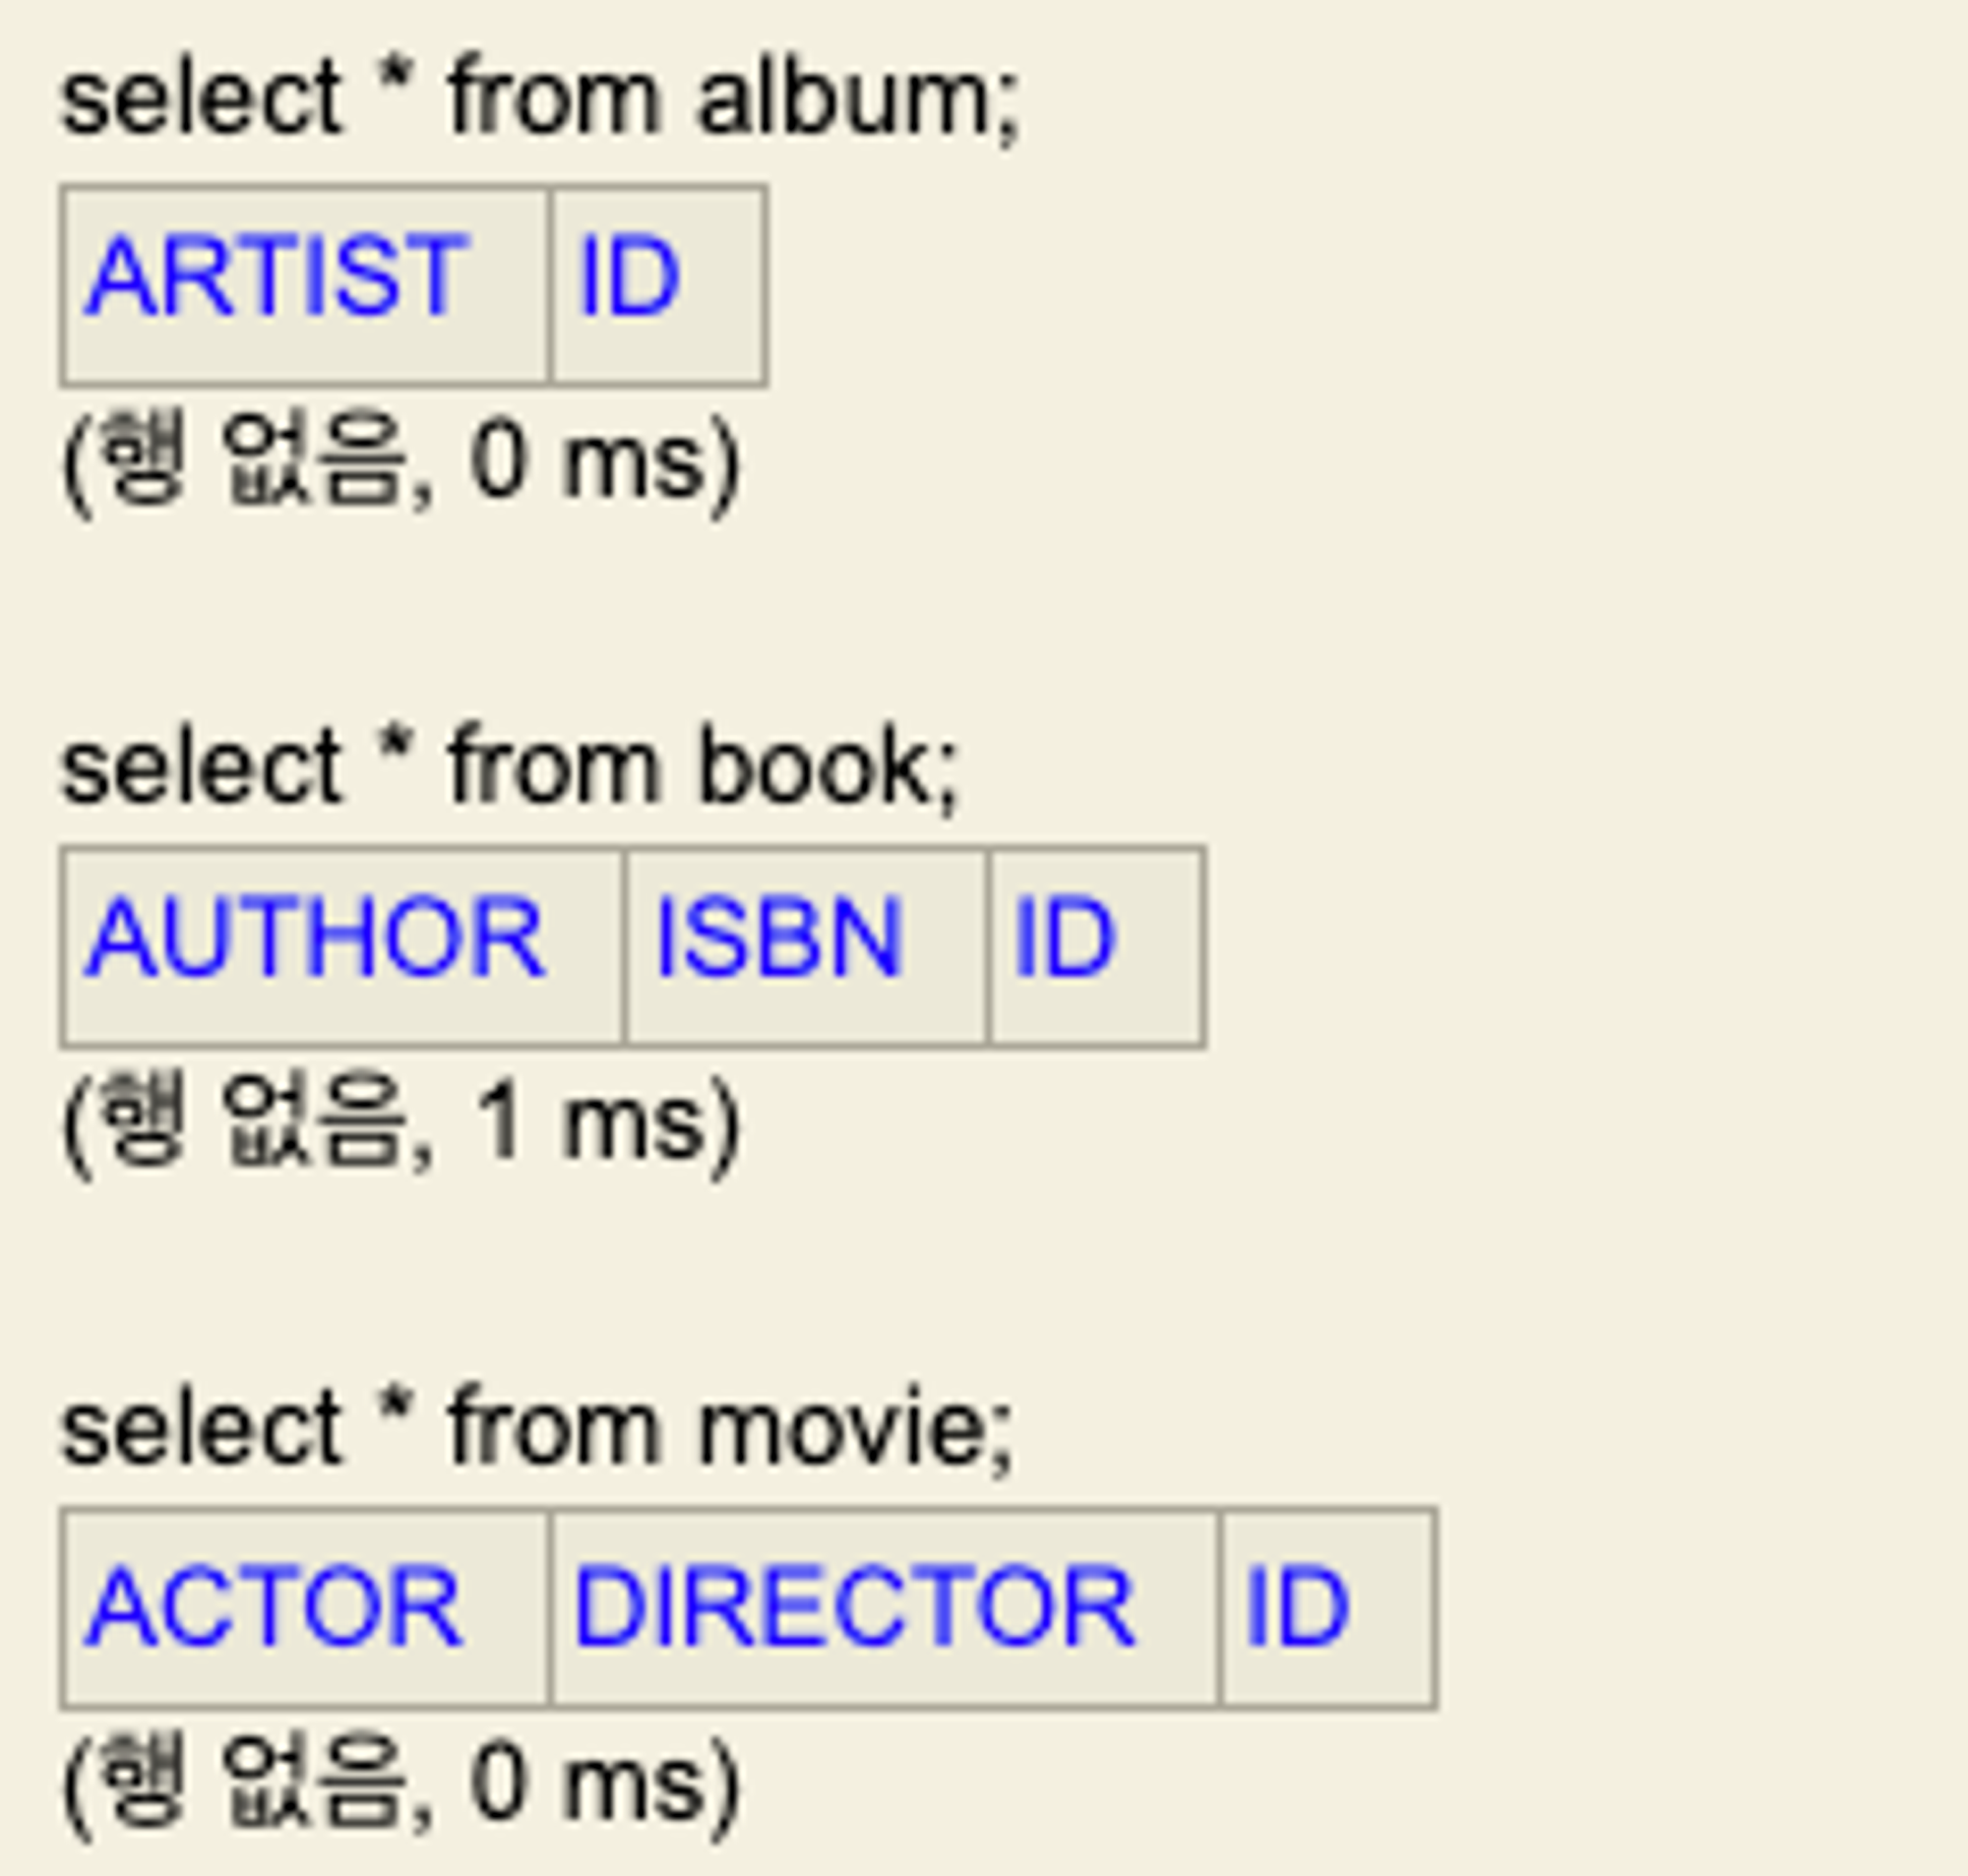 select * from album;
ARTIST ID
(행 없음, 0 ms)
select * from book;
AUTHOR ISBN ID
(행 없음, 1 ms)
select * from movie;
ACTOR DIRECTOR ID
(행 없음, 0 ms)